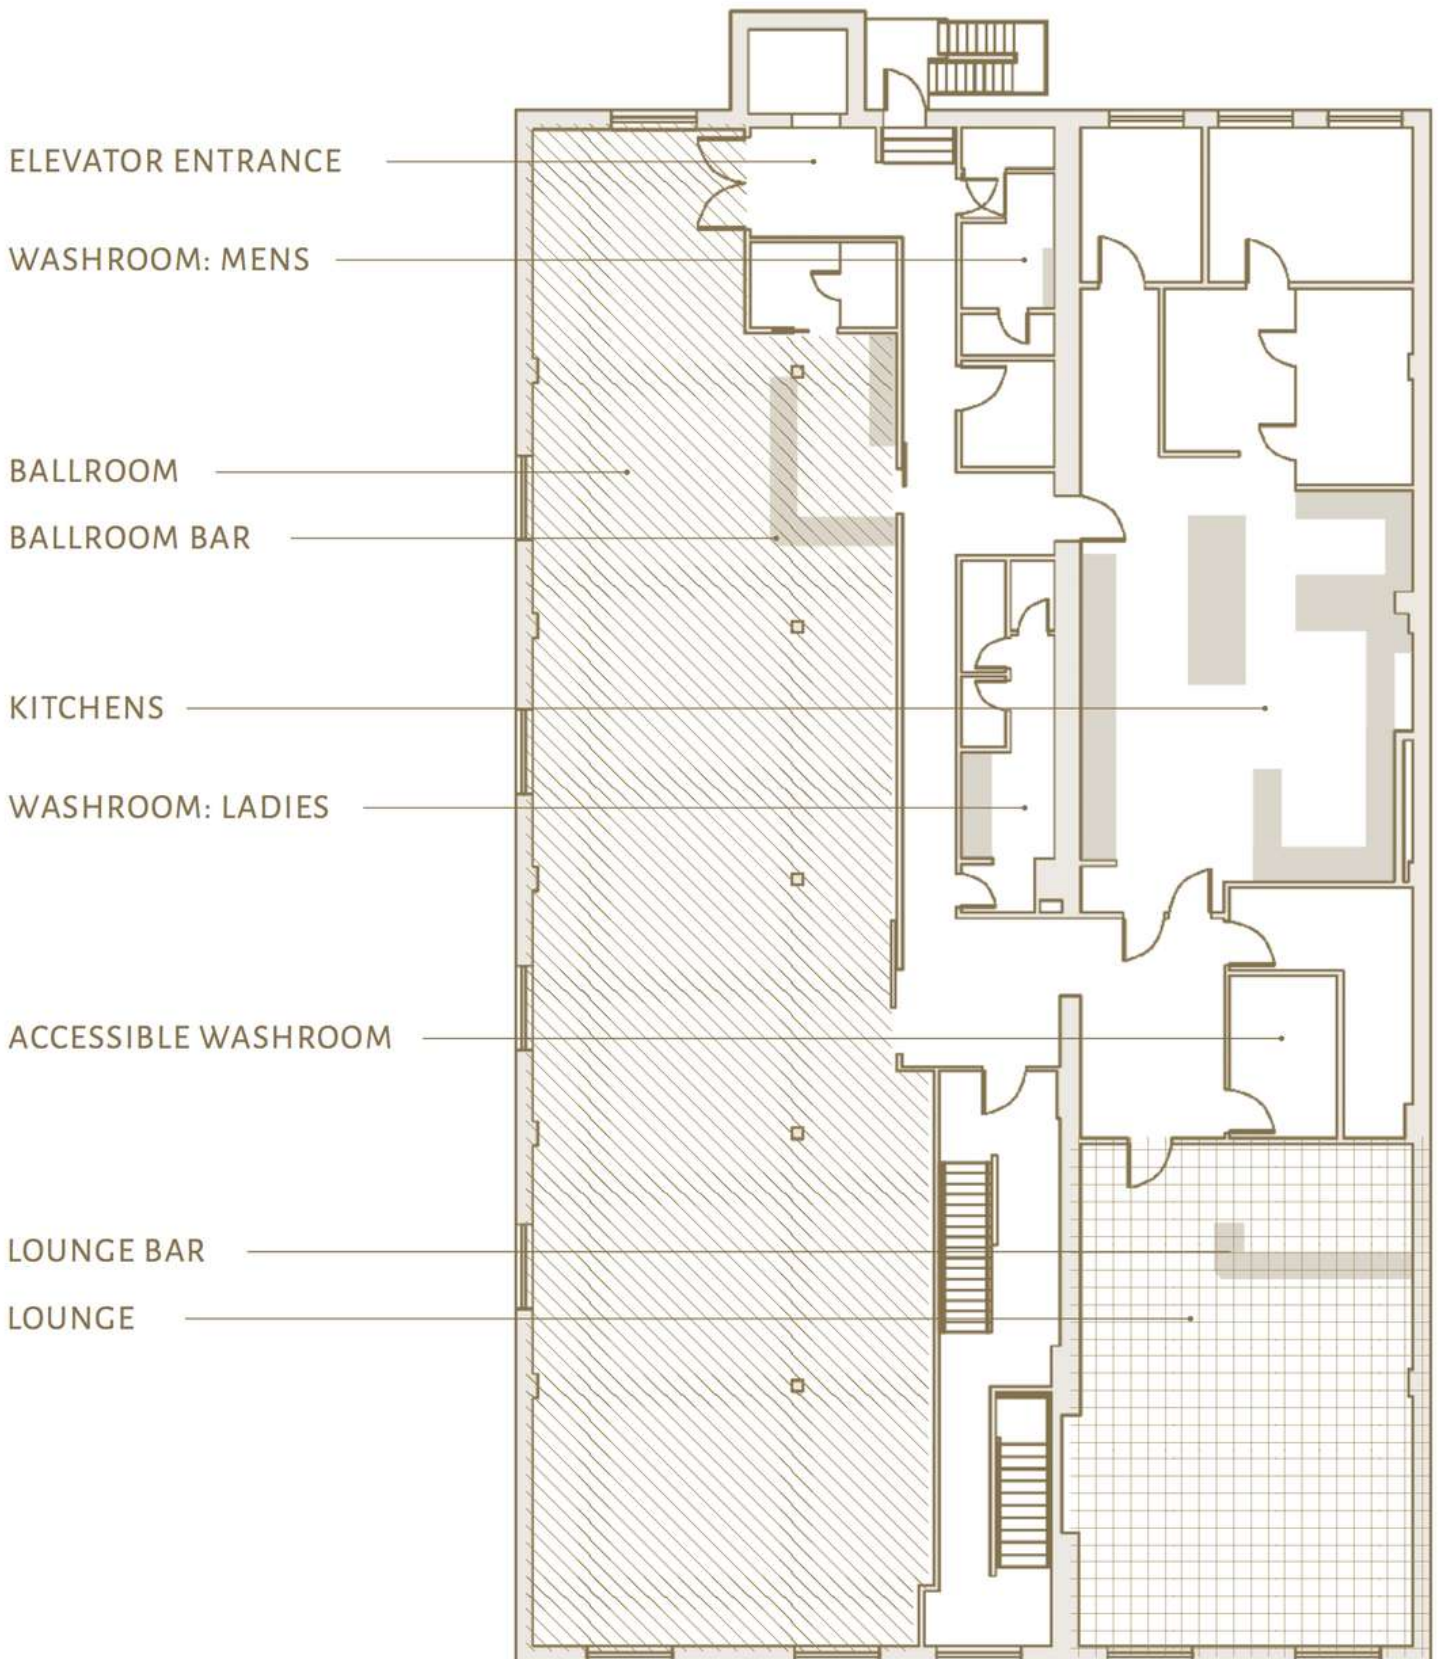 ELEVATOR ENTRANCE
WASHROOM: MENS
BALLROOM
BALLROOM BAR
KITCHENS
WASHROOM: LADIES
ACCESSIBLE WASHROOM
LOUNGE BAR
LOUNGE